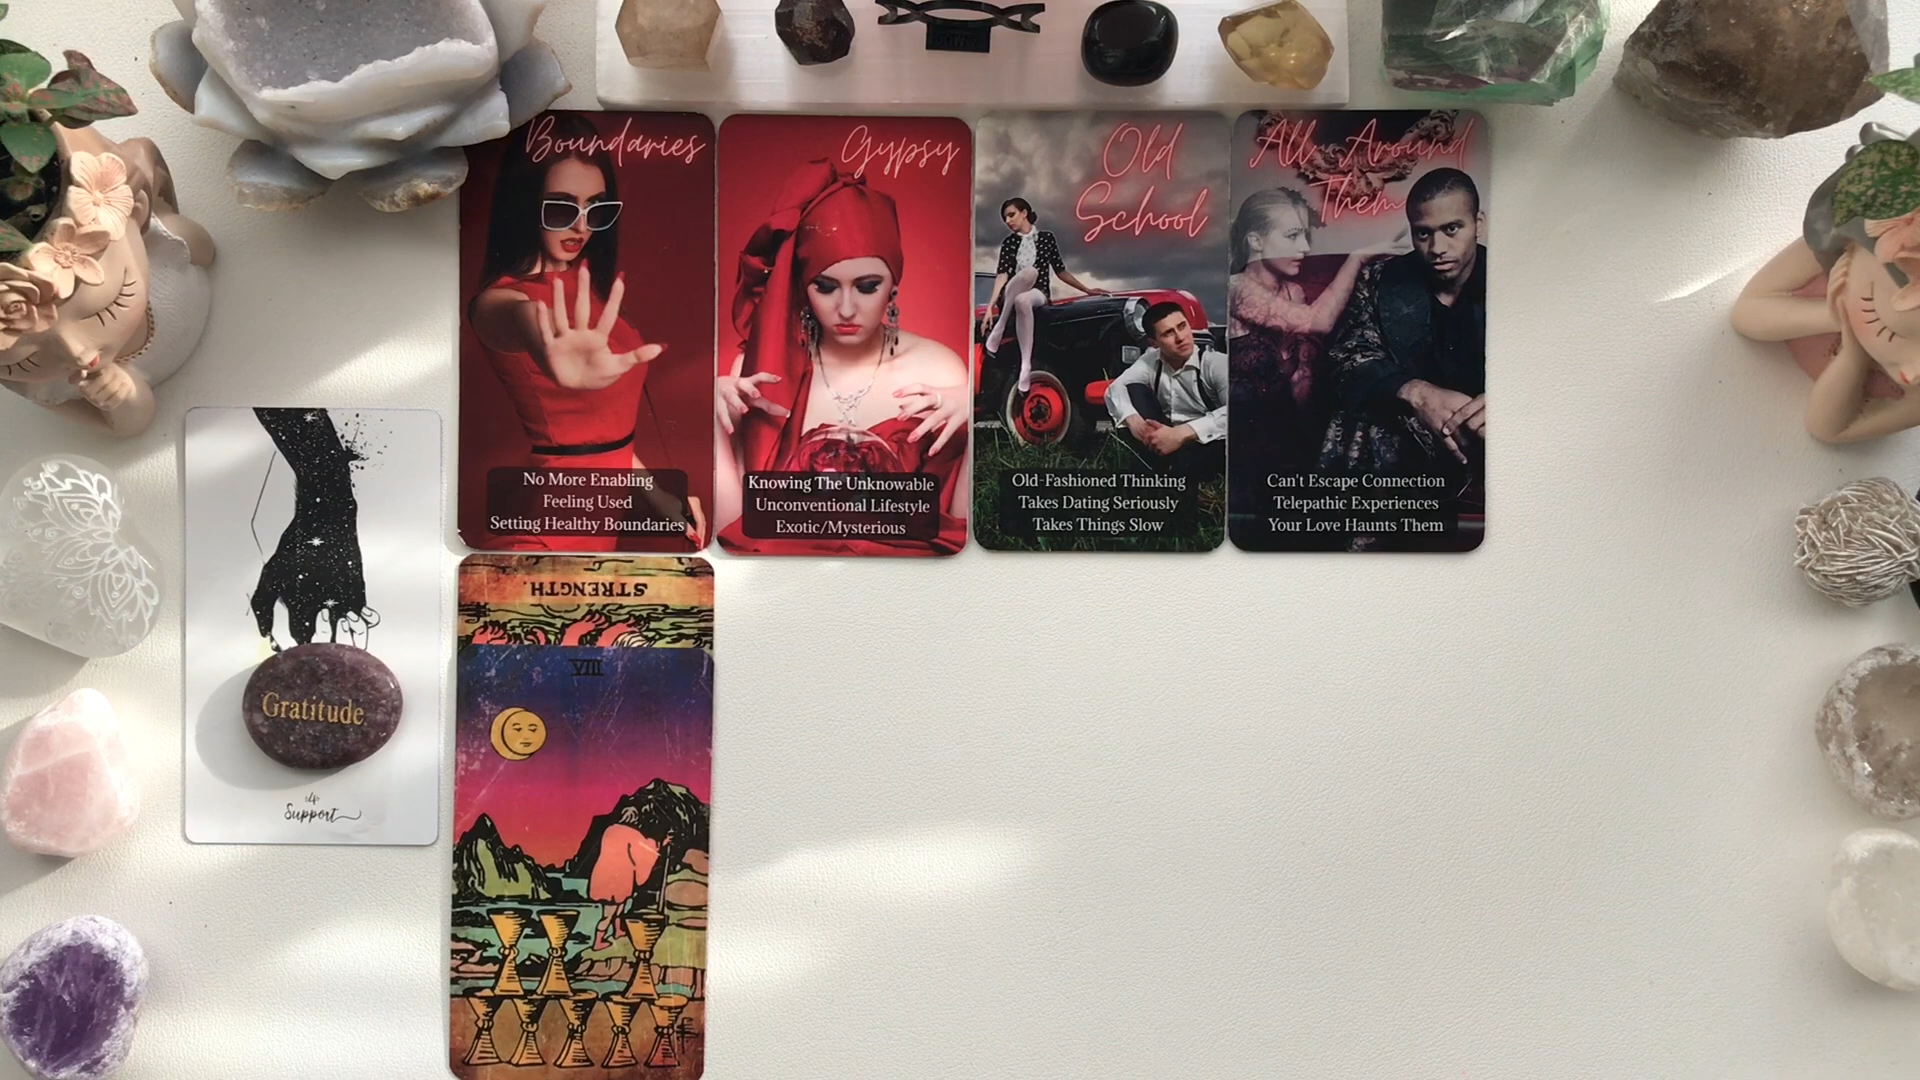 Boundaries
No More Enabling
Feeling Used
Setting Healthy Boundaries
Gypsy
Knowing The Unknowable
Unconventional Lifestyle
Exotic/Mysterious
Old
School
Old-Fashioned Thinking
Takes Dating Seriously
Takes Things Slow
All Around
Them
Can't Escape Connection
Telepathic Experiences
Your Love Haunts Them
Gratitude
4
Support
STRENGTH.
VIII